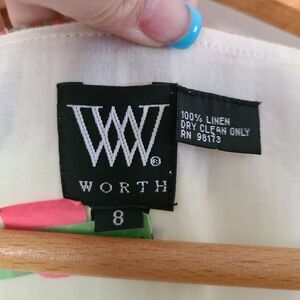 W
®
WORTH
8
100% LINEN
DRY CLEAN ONLY
RN 98173